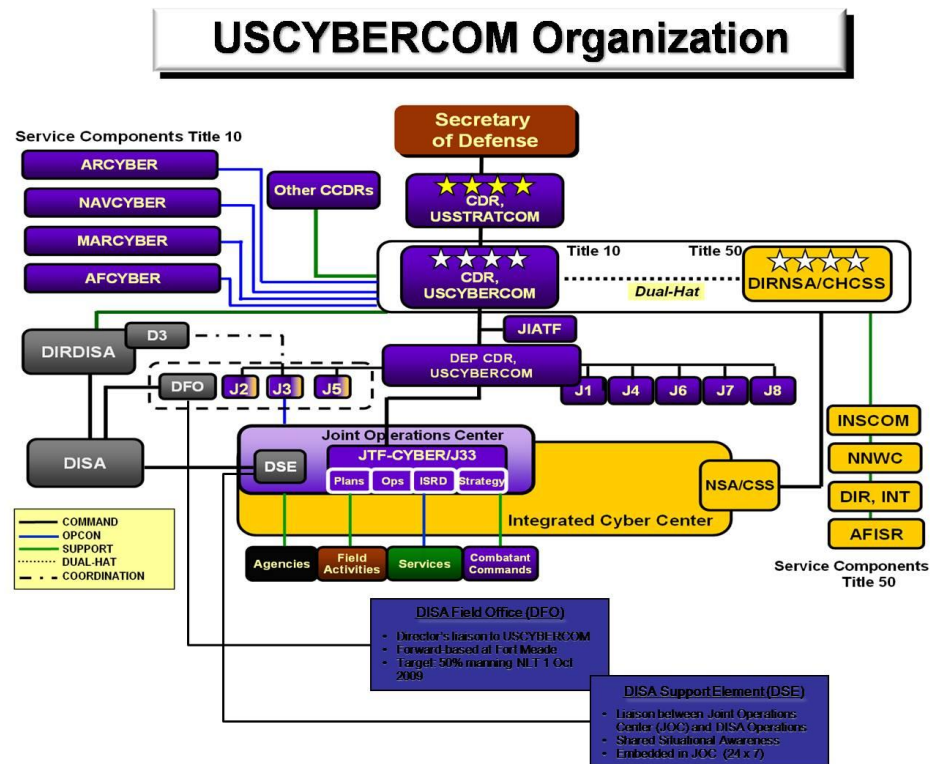 USCYBERCOM Organization
Service Components Title 10
ARCYBER
NAVCYBER
MARCYBER
AFCYBER
Other CCDRs
Secretary
of Defense
CDR,
USSTRATCOM
CDR,
USCYBERCOM
Title 10
Title 50
Dual-Hat
DIRNSA/CHCSS
JIATF
DEP CDR,
USCYBERCOM
DIRDISA
D3
DFO
J2
J3
J5
J1
J4
J6
J7
J8
DISA
Joint Operations Center
DSE
JTF-CYBER/J33
Plans
Ops
ISRD
Strategy
NSA/CSS
Integrated Cyber Center
INSCOM
NNWC
DIR, INT
AFISR
Service Components
Title 50
COMMAND
OPCON
SUPPORT
DUAL-HAT
COORDINATION
Agencies
Field
Activities
Services
Combatant
Commands
DISA Field Office (DFO)
• Director's liaison to USCYBERCOM
• Forward-based at Fort Meade
• Target 50% manning NET 1 Oct
2009
DISA Support Element (DSE)
• Liaison between Joint Operations
Center (JOC) and DISA Operations
• Shared Situational Awareness
• Embedded in JOC (24 x 7)